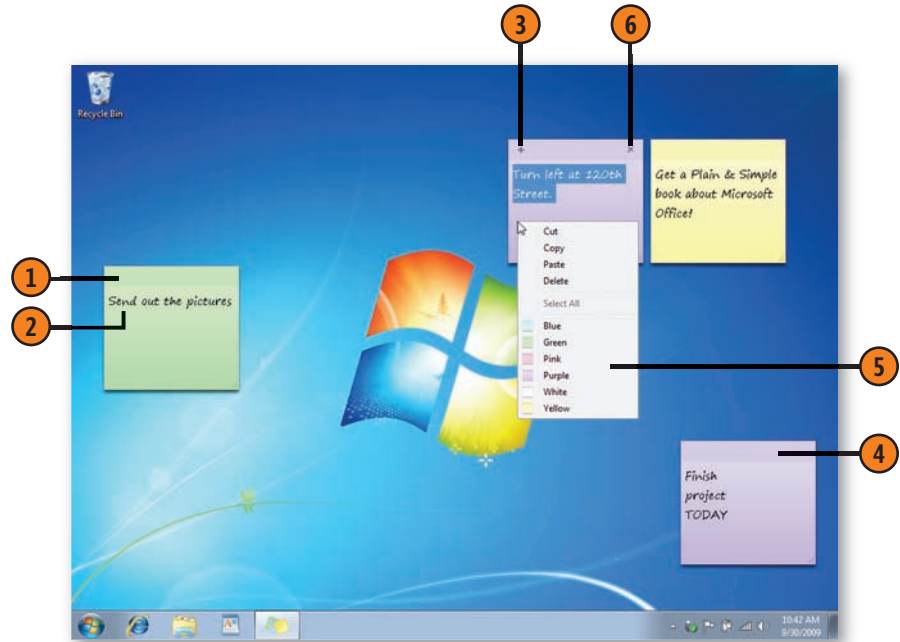 3
6
Recycle Bin
Turn left at 120th
Street.
Get a Plain & Simple
book about Microsoft
Office!
Cut
Copy
Paste
Delete
Select All
Blue
Green
Pink
Purple
White
Yellow
1
Send out the pictures
2
5
4
Finish
project
TODAY
10:42 AM
9/30/2009